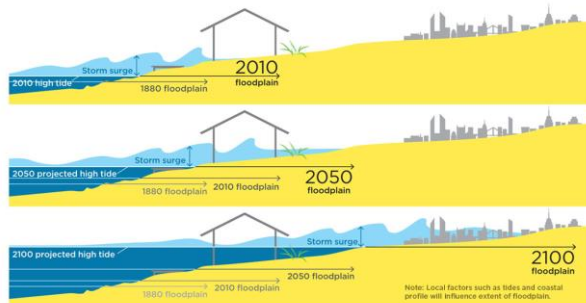 Storm surge
2010 high tide
2010
floodplain
1880 floodplain
Storm surge
2050 projected high tide
2050
floodplain
2010 floodplain
1880 floodplain
Storm surge
2100 projected high tide
2100
floodplain
2050 floodplain
2010 floodplain
1880 floodplain
Note: Local factors such as tides and coastal
profile will influence extent of floodplain.